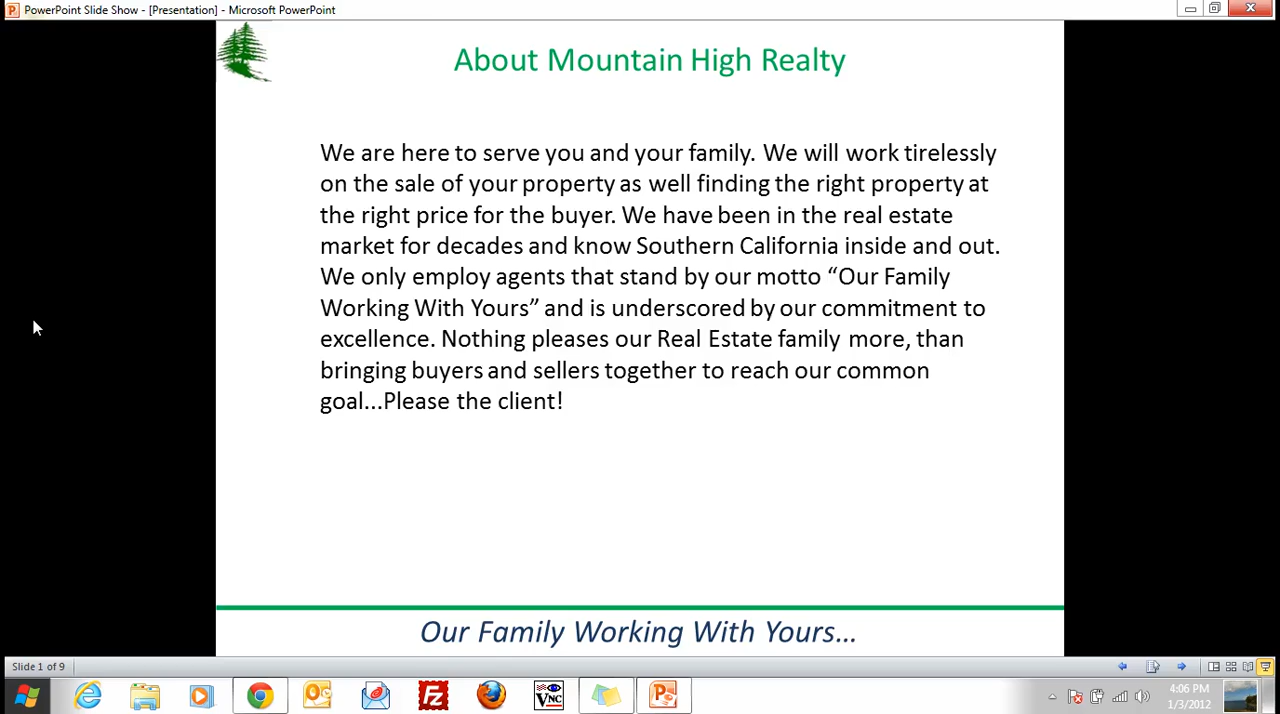 PowerPoint Slide Show - [Presentation] - Microsoft PowerPoint
About Mountain High Realty
We are here to serve you and your family. We will work tirelessly
on the sale of your property as well finding the right property at
the right price for the buyer. We have been in the real estate
market for decades and know Southern California inside and out.
We only employ agents that stand by our motto “Our Family
Working With Yours” and is underscored by our commitment to
excellence. Nothing pleases our Real Estate family more, than
bringing buyers and sellers together to reach our common
goal...Please the client!
Our Family Working With Yours...
Slide 1 of 9
FZ
VNC
4:06 PM
1/3/2012